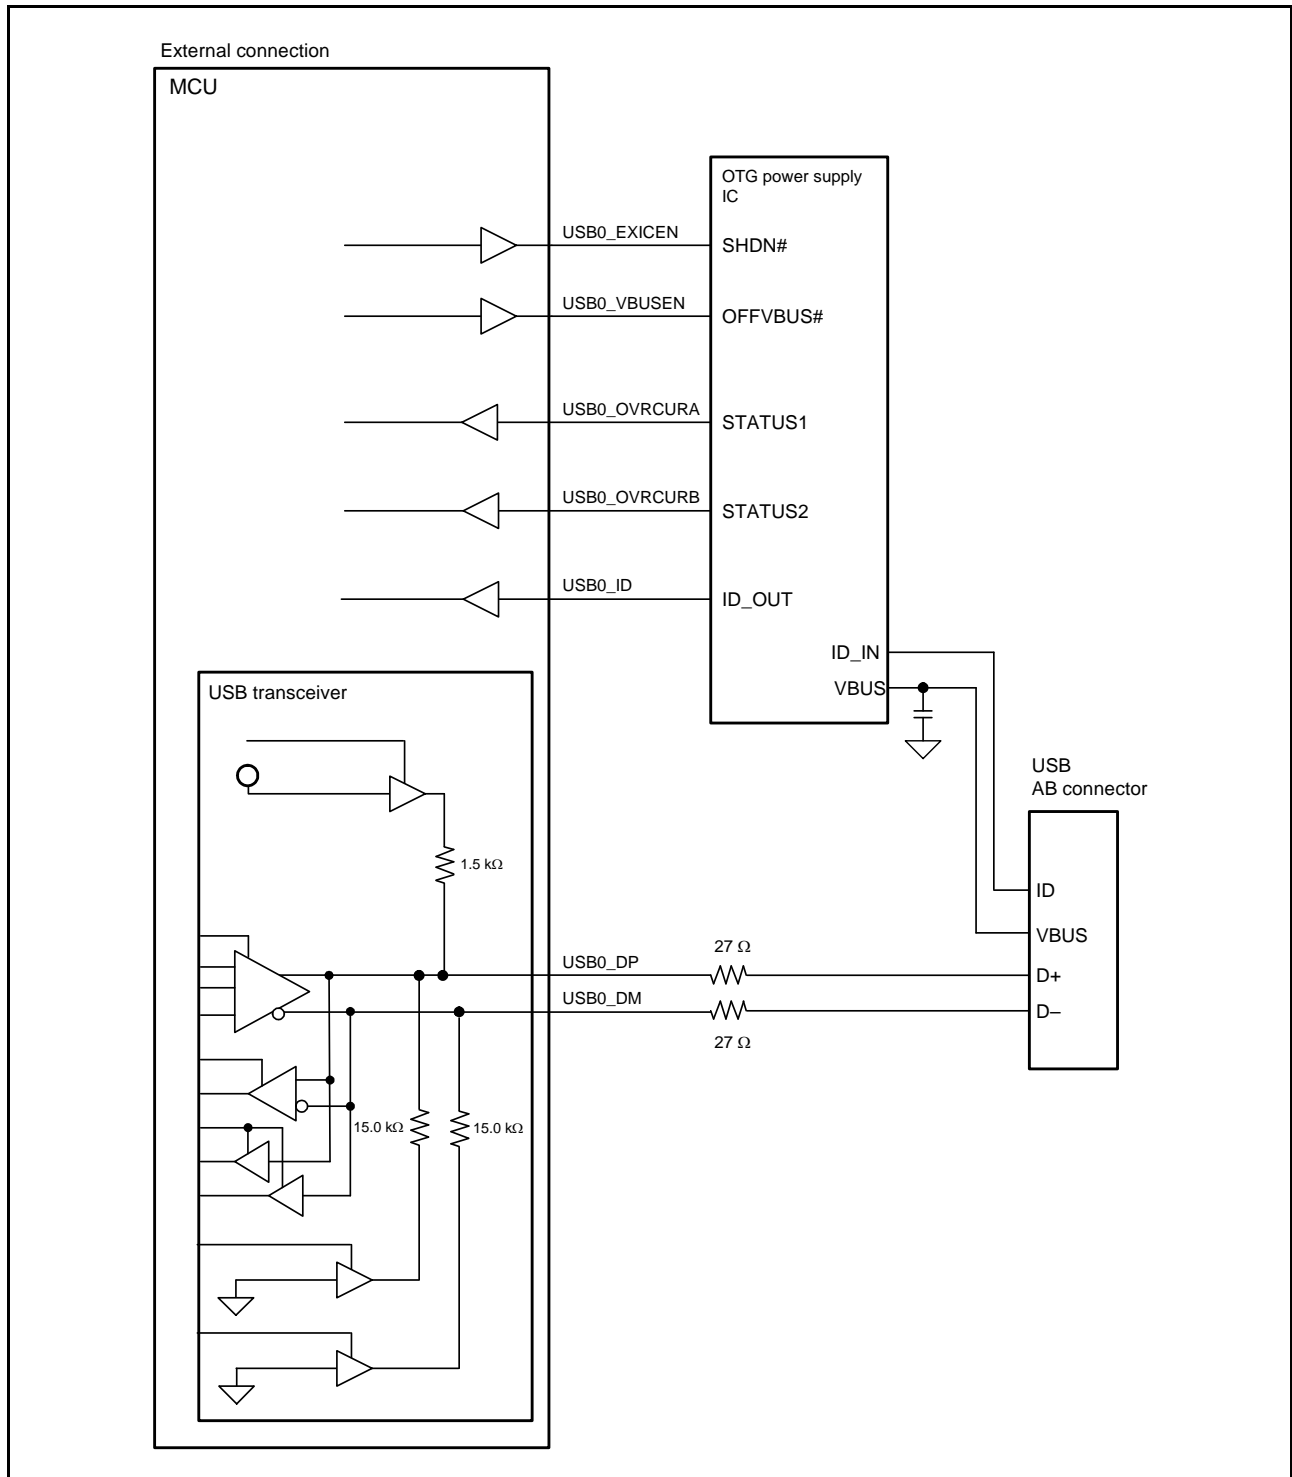 External connection
MCU
OTG power supply
IC
USB0_EXICEN
SHDN#
USB0_VBUSEN
OFFVBUS#
USB0_OVRCURA
STATUS1
USB0_OVRCURB
STATUS2
USB0_ID
ID_OUT
ID_IN
VBUS
USB transceiver
USB
AB connector
1.5 kΩ
ID
VBUS
27 Ω
USB0_DP
D+
USB0_DM
D–
27 Ω
15.0 kΩ
15.0 kΩ